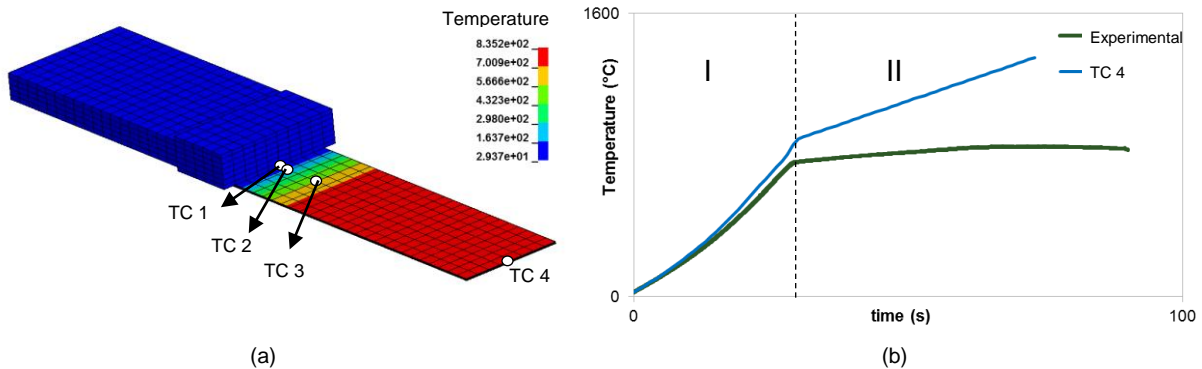 Temperature
8.352e+02
7.009e+02
5.666e+02
4.323e+02
2.980e+02
1.637e+02
2.937e+01
TC 1
TC 2
TC 3
TC 4
(a)
1600
Temperature (°C)
0
I
II
Experimental
TC 4
0
time (s)
100
(b)